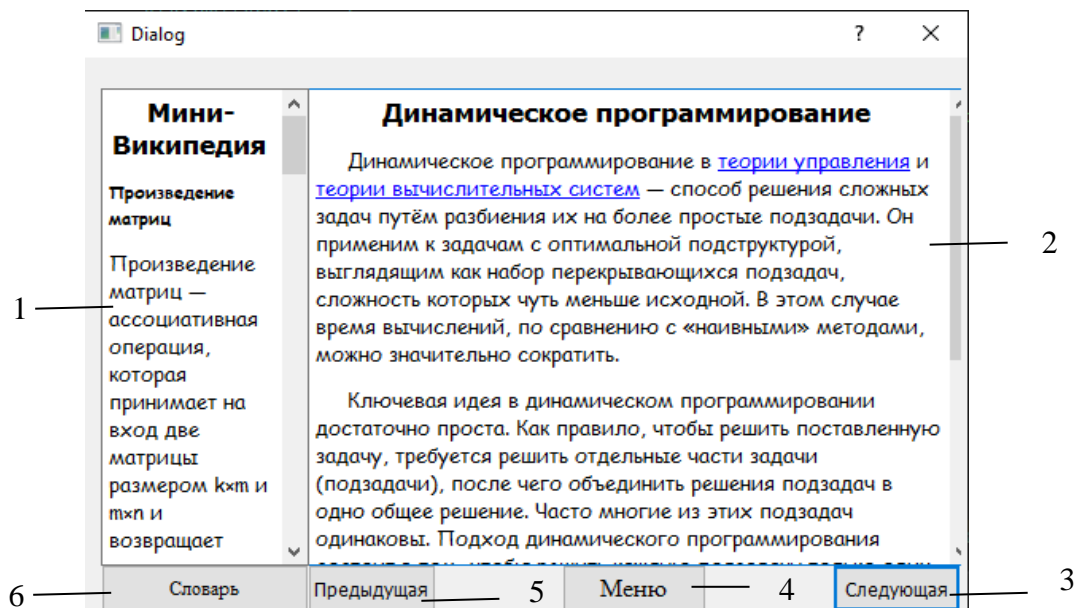 Dialog
?
Мини-
Википедия
Произведение
матриц
Произведение
матриц —
ассоциативная
операция,
которая
принимает на
вход две
матрицы
размером k×m и
m×n и
возвращает
Динамическое программирование
Динамическое программирование в теории управления и
теории вычислительных систем — способ решения сложных
задач путём разбиения их на более простые подзадачи. Он
применим к задачам с оптимальной подструктурой,
выглядящим как набор перекрывающихся подзадач,
сложность которых чуть меньше исходной. В этом случае
время вычислений, по сравнению с «наивными» методами,
можно значительно сократить.
Ключевая идея в динамическом программировании
достаточно проста. Как правило, чтобы решить поставленную
задачу, требуется решить отдельные части задачи
(подзадачи), после чего объединить решения подзадач в
одно общее решение. Часто многие из этих подзадач
одинаковы. Подход динамического программирования
1
2
Словарь
Предыдущая
Меню
Следующая
6
5
4
3